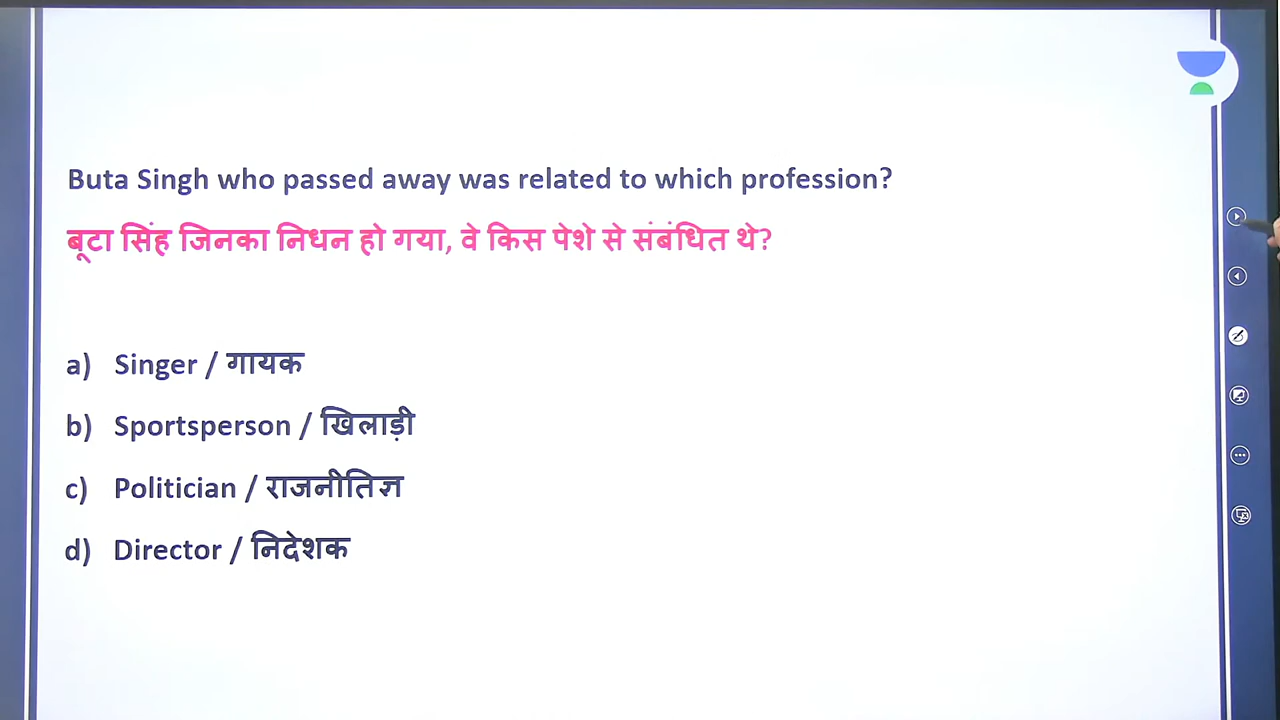 Buta Singh who passed away was related to which profession?
बूटा सिंह जिनका निधन हो गया, वे किस पेशे से संबंधित थे?
a) Singer / गायक
b) Sportsperson / खिलाड़ी
c) Politician / राजनीतिज्ञ
d) Director / निदेशक